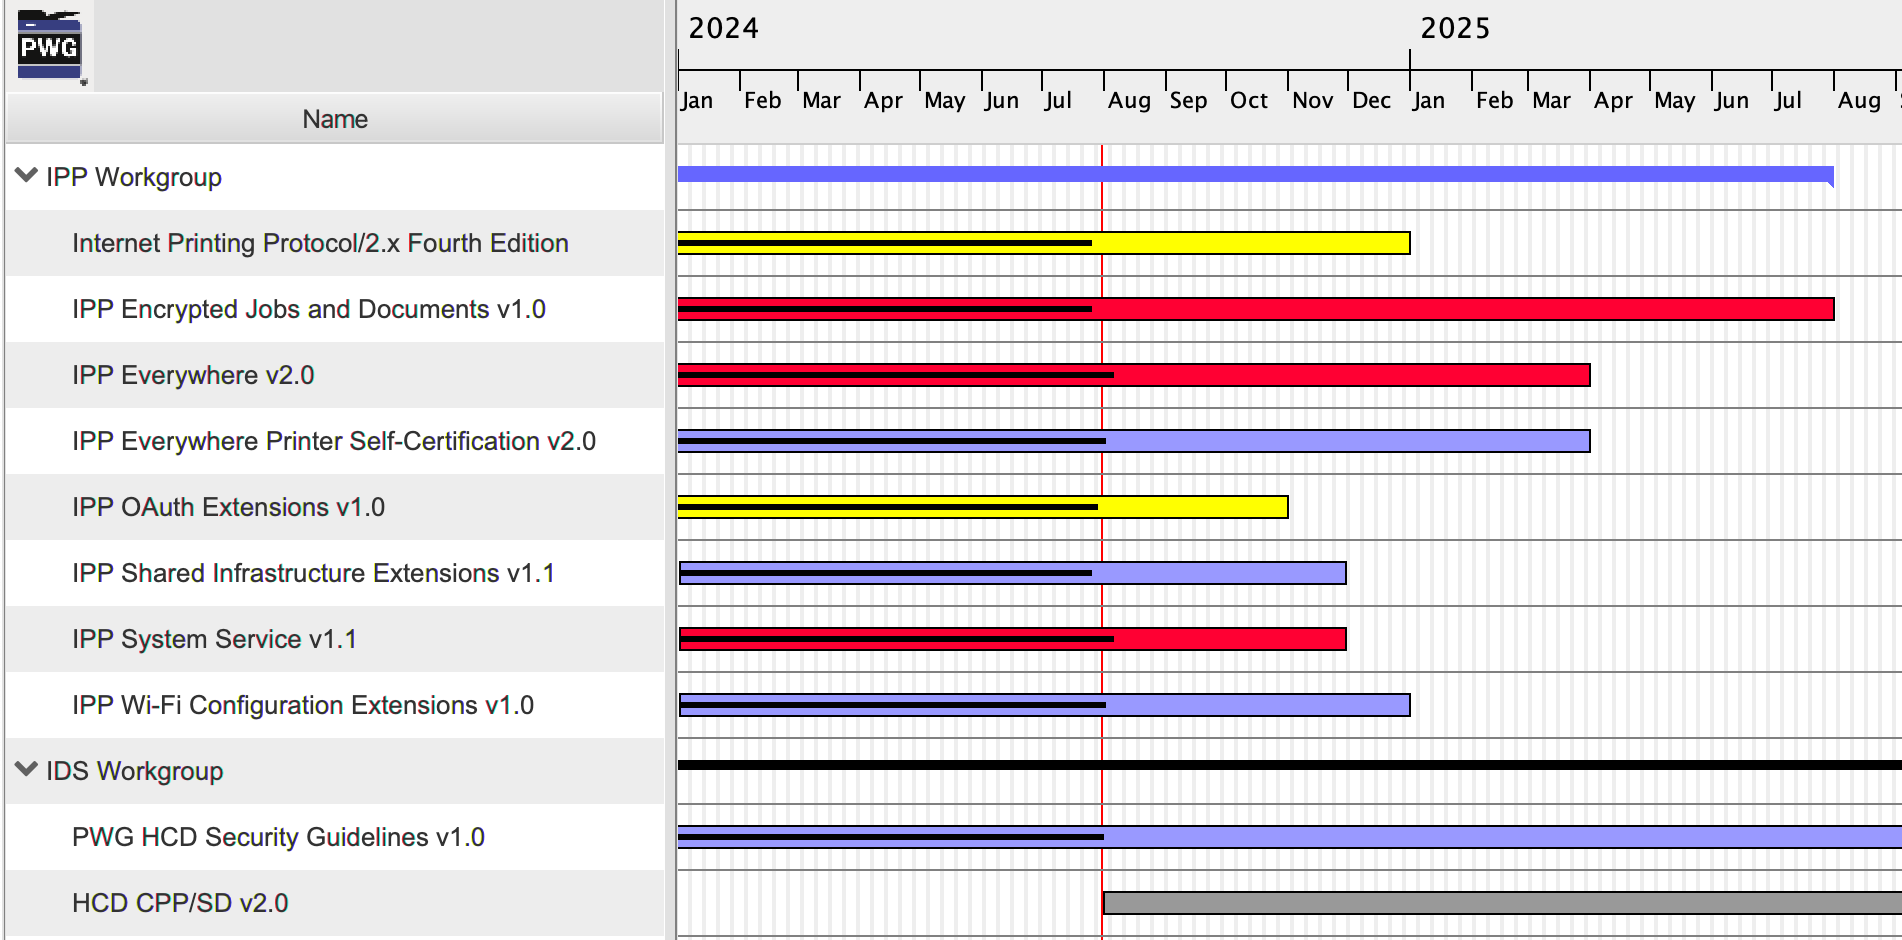 PWG
2024 2025
Jan Feb Mar Apr May Jun Jul Aug Sep Oct Nov Dec Jan Feb Mar Apr May Jun Jul Aug
Name
IPP Workgroup
Internet Printing Protocol/2.x Fourth Edition
IPP Encrypted Jobs and Documents v1.0
IPP Everywhere v2.0
IPP Everywhere Printer Self-Certification v2.0
IPP OAuth Extensions v1.0
IPP Shared Infrastructure Extensions v1.1
IPP System Service v1.1
IPP Wi-Fi Configuration Extensions v1.0
IDS Workgroup
PWG HCD Security Guidelines v1.0
HCD CPP/SD v2.0